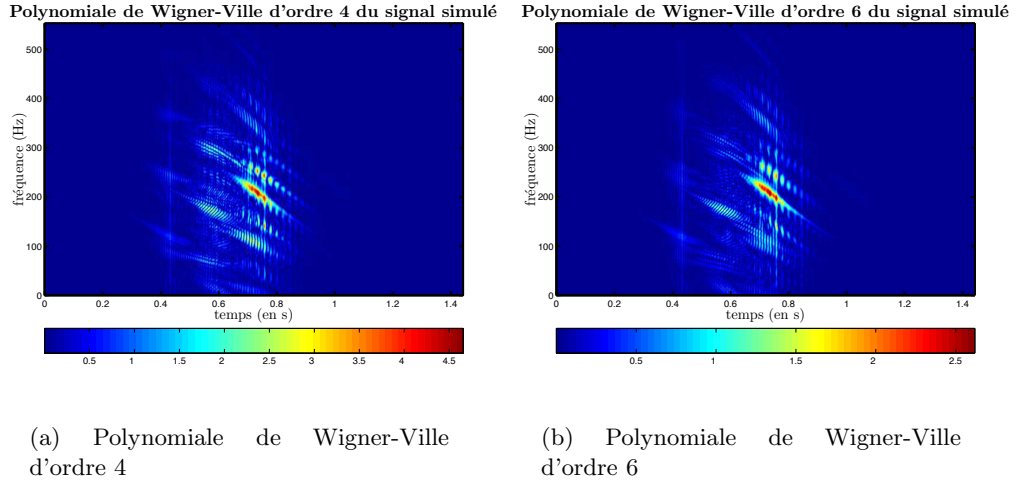 Polynomiale de Wigner-Ville d'ordre 4 du signal simulé
fréquence (Hz)
500
400
300
200
100
0
0 0.2 0.4 0.6 0.8 1 1.2 1.4
temps (en s)
0.5 1 1.5 2 2.5 3 3.5 4 4.5
(a) Polynomiale de Wigner-Ville
d'ordre 4
Polynomiale de Wigner-Ville d'ordre 6 du signal simulé
fréquence (Hz)
500
400
300
200
100
0
0 0.2 0.4 0.6 0.8 1 1.2 1.4
temps (en s)
0.5 1 1.5 2 2.5
(b) Polynomiale de Wigner-Ville
d'ordre 6